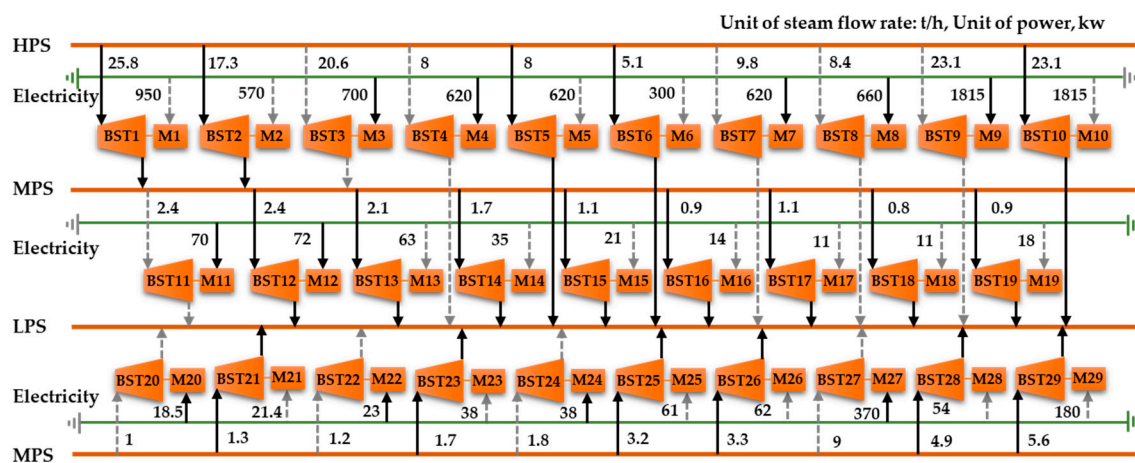 Unit of steam flow rate: t/h, Unit of power, kw
HPS
25.8 17.3 20.6 8 8 5.1 9.8 8.4 23.1 23.1
Electricity
950 570 700 620 620 300 620 660 1815 1815
BST1 M1 BST2 M2 BST3 M3 BST4 M4 BST5 M5 BST6 M6 BST7 M7 BST8 M8 BST9 M9 BST10 M10
MPS
2.4 2.4 2.1 1.7 1.1 0.9 1.1 0.8 0.9
Electricity
70 72 63 35 21 14 11 11 18
BST11 M11 BST12 M12 BST13 M13 BST14 M14 BST15 M15 BST16 M16 BST17 M17 BST18 M18 BST19 M19
LPS
BST20 M20 BST21 M21 BST22 M22 BST23 M23 BST24 M24 BST25 M25 BST26 M26 BST27 M27 BST28 M28 BST29 M29
Electricity
18.5 21.4 23 38 38 61 62 370 54 180
1 1.3 1.2 1.7 1.8 3.2 3.3 9 4.9 5.6
MPS